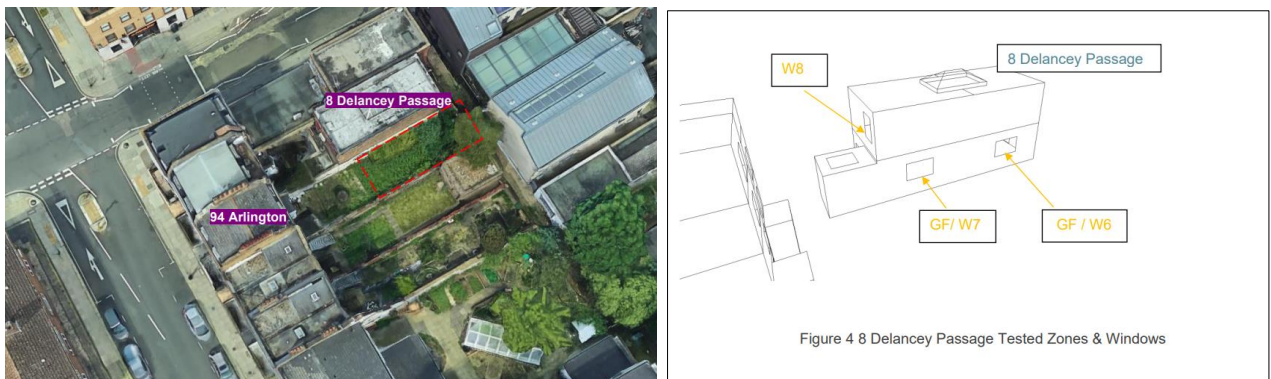 8 Delancey Passage
94 Arlington
W8
8 Delancey Passage
GF/ W7
GF / W6
Figure 4 8 Delancey Passage Tested Zones & Windows